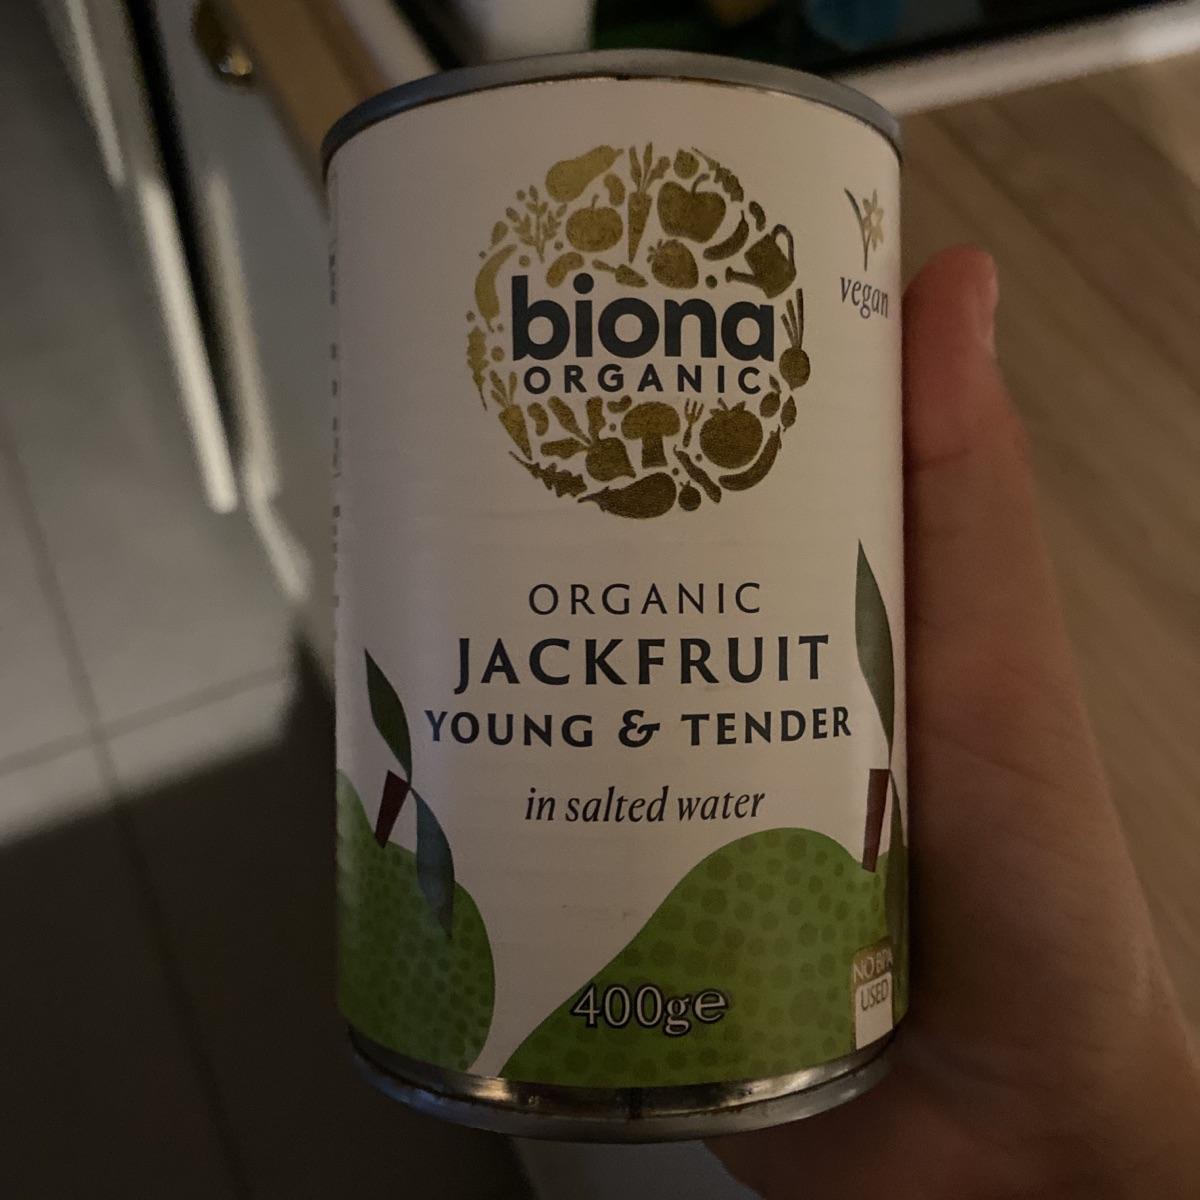 biona
ORGANIC
vegan
ORGANIC
JACKFRUIT
YOUNG & TENDER
in salted water
400g℮
NO BPA
USED